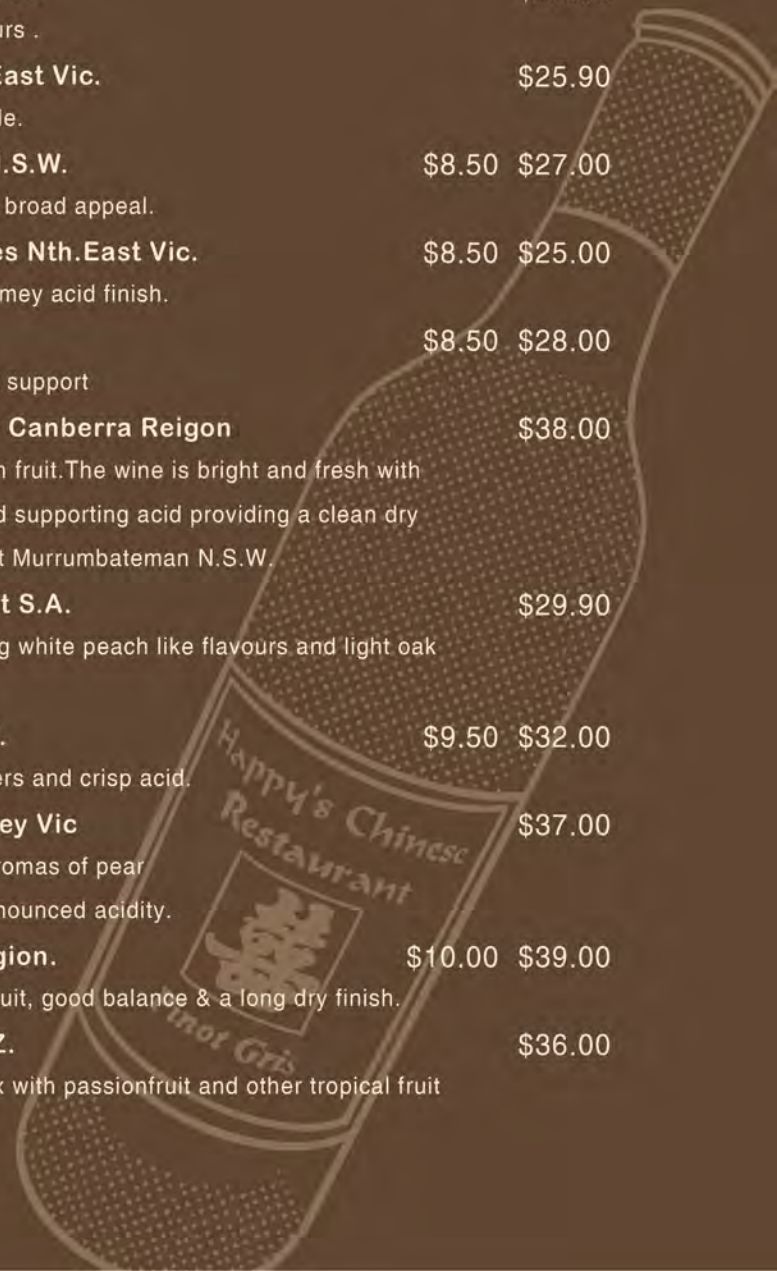 urs .
East Vic. $25.90
le.
.S.W. $8.50 $27.00
broad appeal.
es Nth.East Vic. $8.50 $25.00
mey acid finish.
$8.50 $28.00
support
Canberra Reigon $38.00
n fruit.The wine is bright and fresh with
d supporting acid providing a clean dry
t Murrumbateman N.S.W.
t S.A. $29.90
g white peach like flavours and light oak
. $9.50 $32.00
ers and crisp acid.
ey Vic $37.00
romas of pear
nounced acidity.
gion. $10.00 $39.00
uit, good balance & a long dry finish.
Z. $36.00
x with passionfruit and other tropical fruit
Happy's Chinese
Restaurant
囍
Pinot Gris